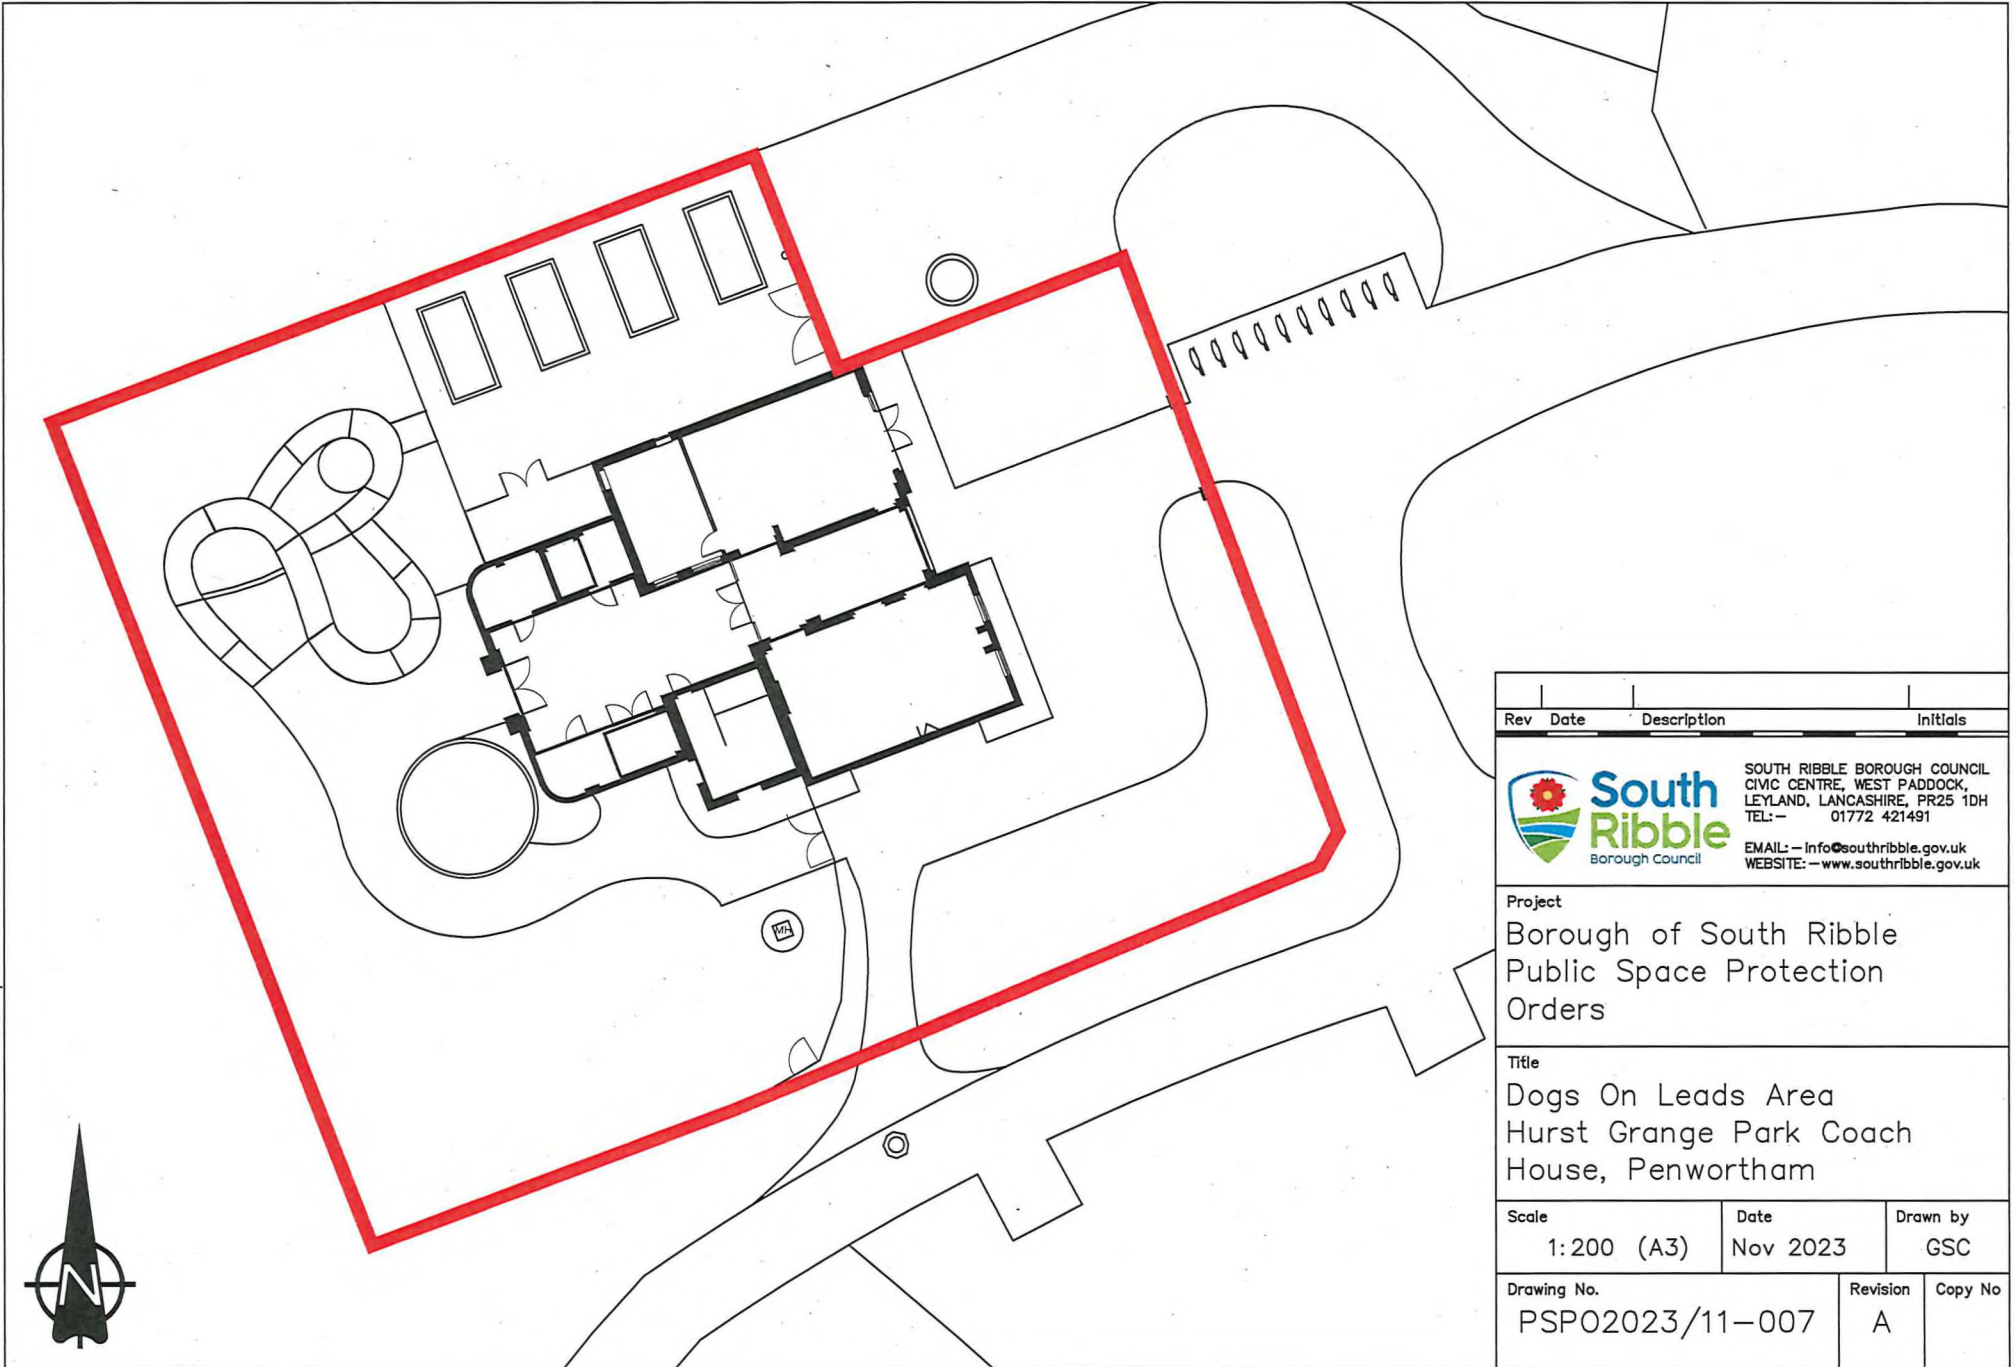 MH
N
Rev Date Description Initials
South
Ribble
Borough Council
SOUTH RIBBLE BOROUGH COUNCIL
CIVIC CENTRE, WEST PADDOCK,
LEYLAND, LANCASHIRE, PR25 1DH
TEL:- 01772 421491
EMAIL:-info@southribble.gov.uk
WEBSITE:-www.southribble.gov.uk
Project
Borough of South Ribble
Public Space Protection
Orders
Title
Dogs On Leads Area
Hurst Grange Park Coach
House, Penwortham
Scale Date Drawn by
1:200 (A3) Nov 2023 GSC
Drawing No. Revision Copy No
PSPO2023/11-007 A